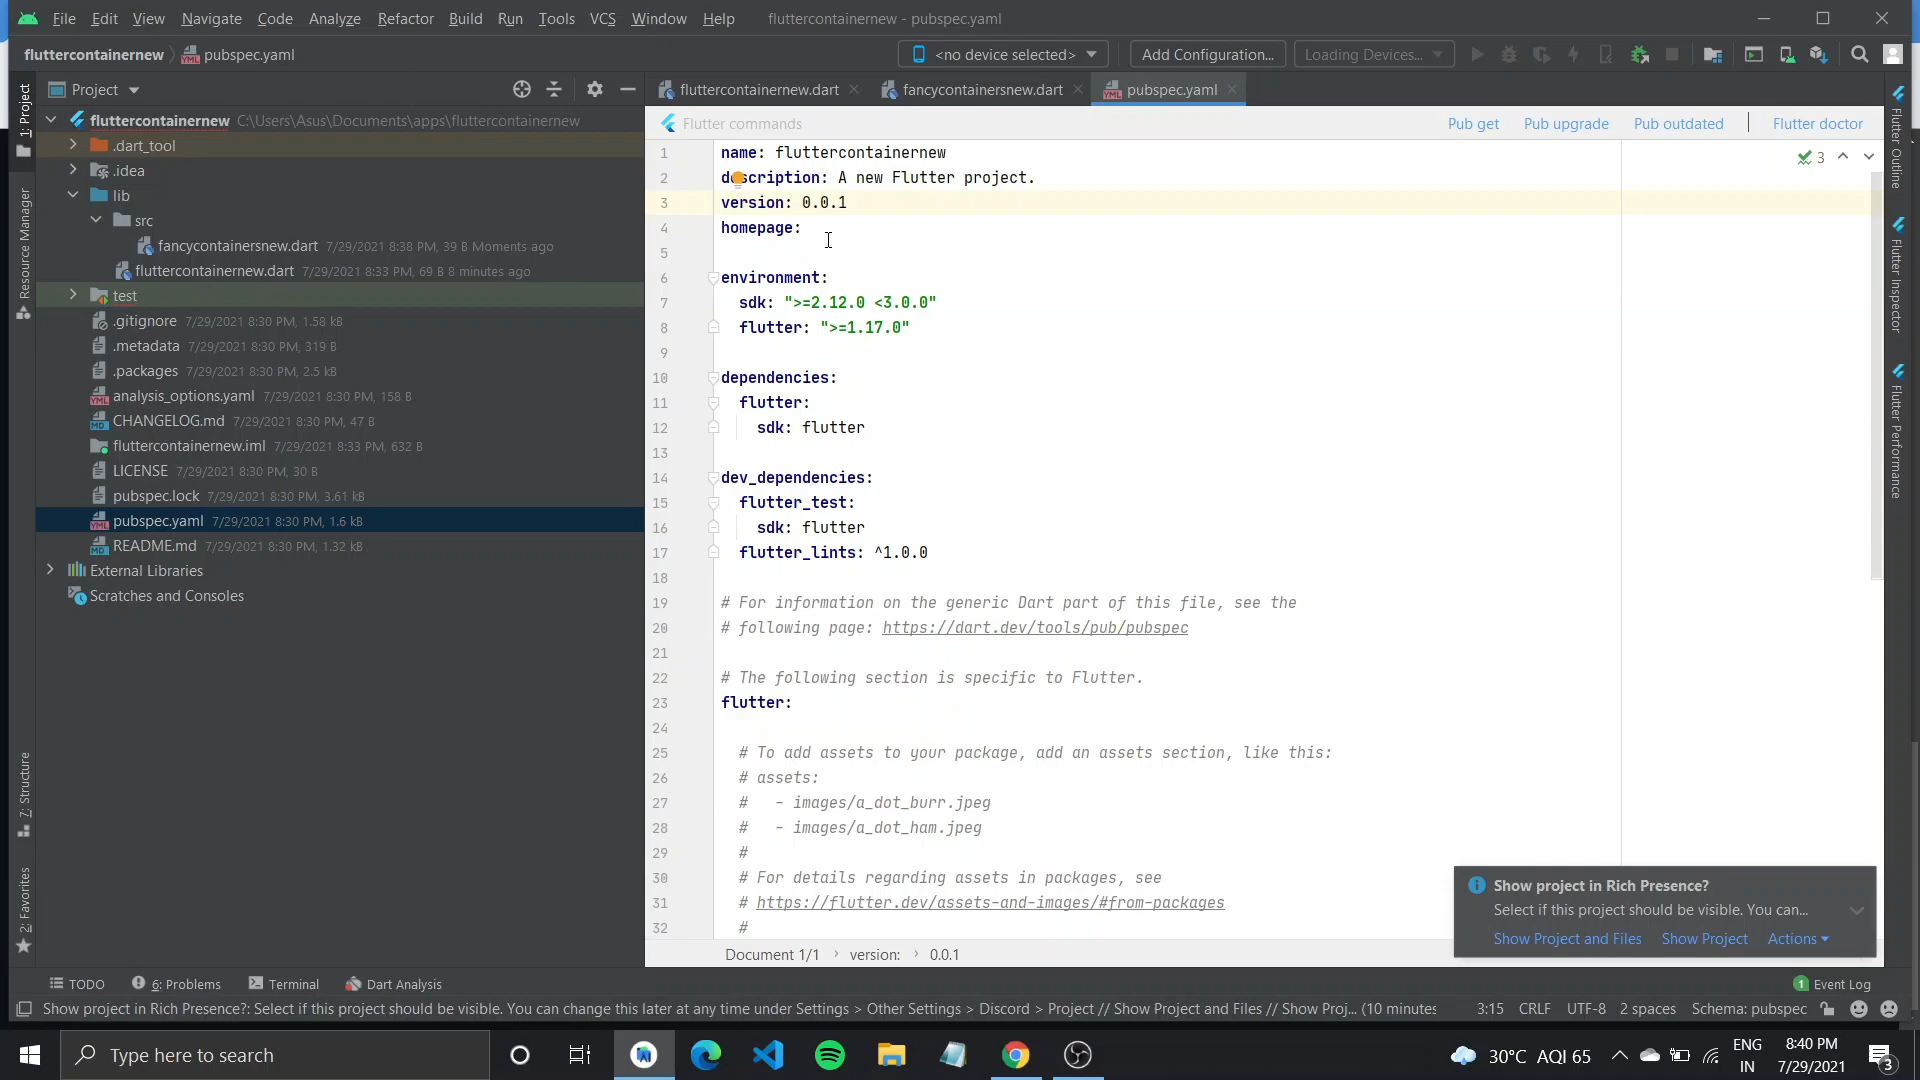 File Edit View Navigate Code Analyze Refactor Build Run Tools VCS Window Help fluttercontainernew - pubspec.yaml
fluttercontainernew pubspec.yaml <no device selected> Add Configuration... Loading Devices...
Project fluttercontainernew.dart fancycontainersnew.dart pubspec.yaml
Flutter commands Pub get Pub upgrade Pub outdated Flutter doctor
1: Project
Resource Manager
7: Structure
2: Favorites
fluttercontainernew C:\Users\Asus\Documents\apps\fluttercontainernew
.dart_tool
.idea
lib
src
fancycontainersnew.dart 7/29/2021 8:38 PM, 39 B Moments ago
fluttercontainernew.dart 7/29/2021 8:33 PM, 69 B 8 minutes ago
test
.gitignore 7/29/2021 8:30 PM, 1.58 kB
.metadata 7/29/2021 8:30 PM, 319 B
.packages 7/29/2021 8:30 PM, 2.5 kB
analysis_options.yaml 7/29/2021 8:30 PM, 158 B
CHANGELOG.md 7/29/2021 8:30 PM, 47 B
fluttercontainernew.iml 7/29/2021 8:33 PM, 632 B
LICENSE 7/29/2021 8:30 PM, 30 B
pubspec.lock 7/29/2021 8:30 PM, 3.61 kB
pubspec.yaml 7/29/2021 8:30 PM, 1.6 kB
README.md 7/29/2021 8:30 PM, 1.32 kB
External Libraries
Scratches and Consoles
1 name: fluttercontainernew
2 description: A new Flutter project.
3 version: 0.0.1
4 homepage:
5
6 environment:
7 sdk: ">=2.12.0 <3.0.0"
8 flutter: ">=1.17.0"
9
10 dependencies:
11 flutter:
12 sdk: flutter
13
14 dev_dependencies:
15 flutter_test:
16 sdk: flutter
17 flutter_lints: ^1.0.0
18
19 # For information on the generic Dart part of this file, see the
20 # following page: https://dart.dev/tools/pub/pubspec
21
22 # The following section is specific to Flutter.
23 flutter:
24
25 # To add assets to your package, add an assets section, like this:
26 # assets:
27 #   - images/a_dot_burr.jpeg
28 #   - images/a_dot_ham.jpeg
29 #
30 # For details regarding assets in packages, see
31 # https://flutter.dev/assets-and-images/#from-packages
32 #
3
Flutter Outline
Flutter Inspector
Flutter Performance
Show project in Rich Presence?
Select if this project should be visible. You can...
Show Project and Files Show Project Actions
Document 1/1 version: 0.0.1
TODO 6: Problems Terminal Dart Analysis 1 Event Log
Show project in Rich Presence?: Select if this project should be visible. You can change this later at any time under Settings > Other Settings > Discord > Project // Show Project and Files // Show Proj... (10 minutes 3:15 CRLF UTF-8 2 spaces Schema: pubspec
Type here to search 30°C AQI 65 ENG IN 8:40 PM 7/29/2021 3